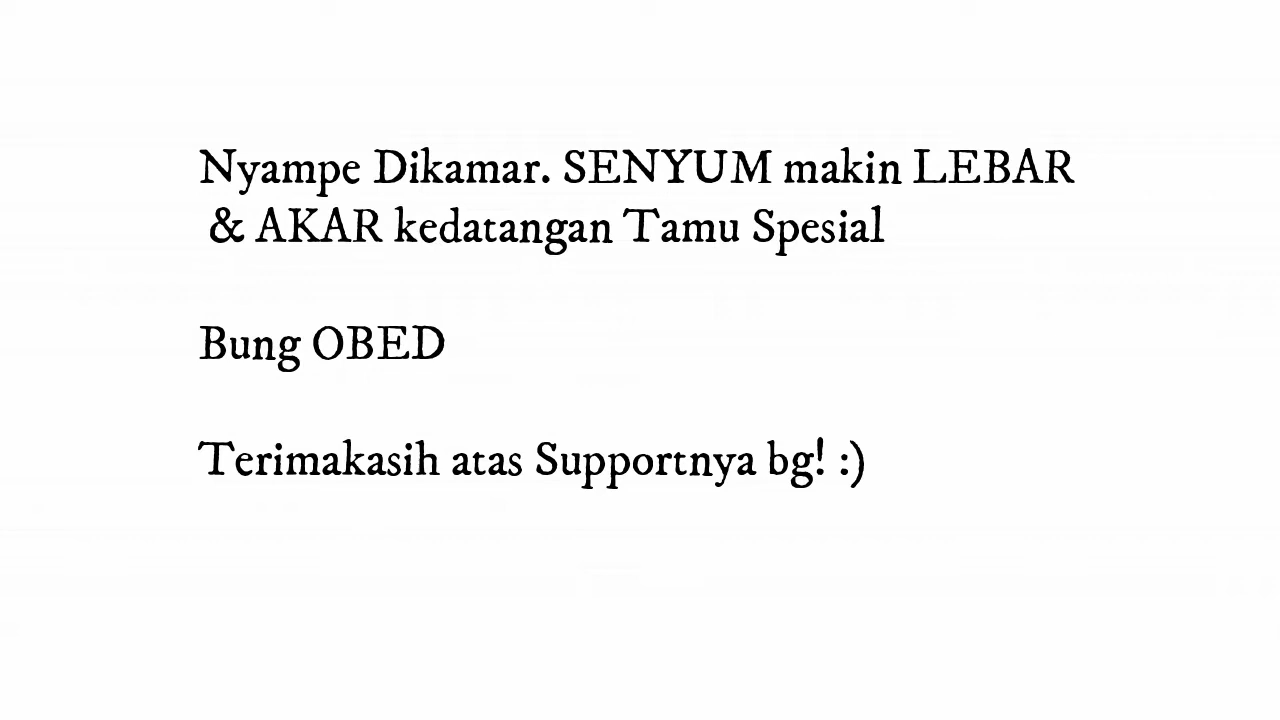 Nyampe Dikamar. SENYUM makin LEBAR
& AKAR kedatangan Tamu Spesial
Bung OBED
Terimakasih atas Supportnya bg! :)